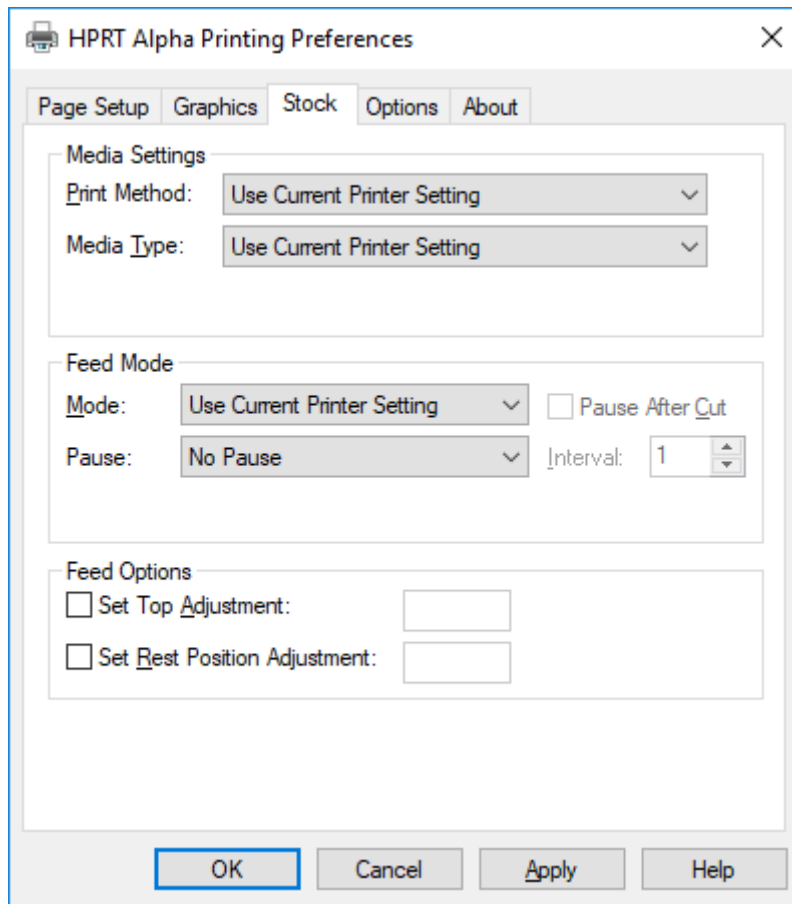 HPRT Alpha Printing Preferences
Page Setup Graphics Stock Options About
Media Settings
Print Method: Use Current Printer Setting
Media Type: Use Current Printer Setting
Feed Mode
Mode: Use Current Printer Setting Pause After Cut
Pause: No Pause Interval: 1
Feed Options
Set Top Adjustment:
Set Rest Position Adjustment:
OK Cancel Apply Help